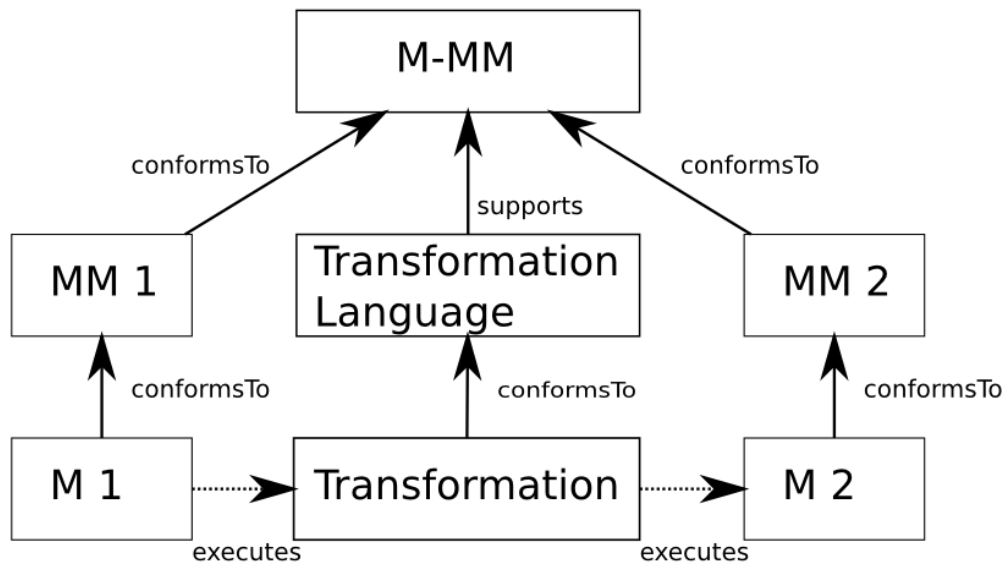 M-MM
conformsTo
conformsTo
supports
MM 1
Transformation
Language
MM 2
conformsTo
conformsTo
conformsTo
M 1
Transformation
M 2
executes
executes